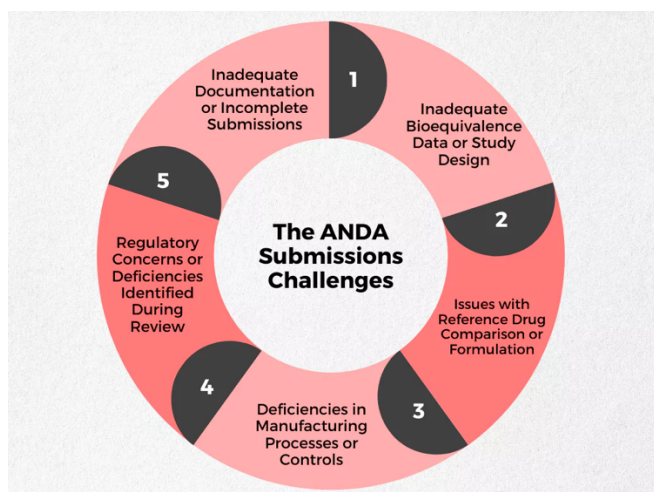 The ANDA
Submissions
Challenges
1
Inadequate
Bioequivalence
Data or Study
Design
2
Issues with
Reference Drug
Comparison or
Formulation
3
Deficiencies in
Manufacturing
Processes or
Controls
4
Regulatory
Concerns or
Deficiencies
Identified
During
Review
5
Inadequate
Documentation
or Incomplete
Submissions